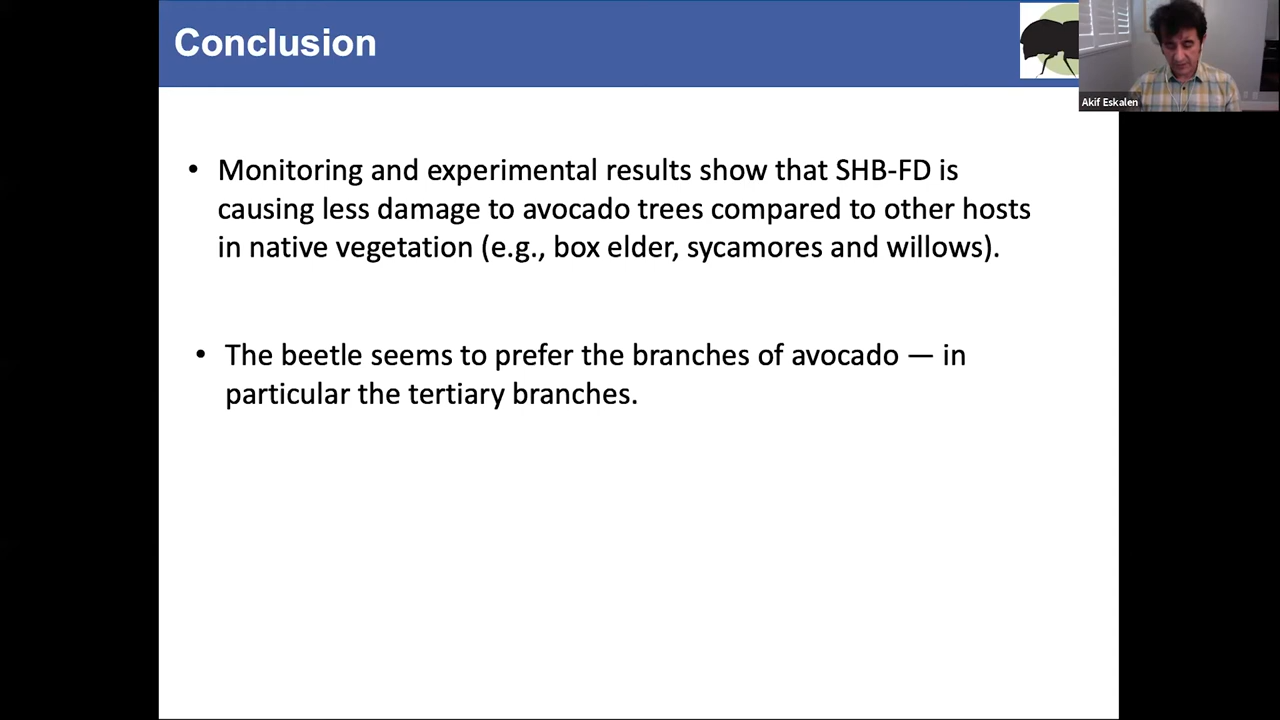 Conclusion
Akif Eskalen
• Monitoring and experimental results show that SHB-FD is
causing less damage to avocado trees compared to other hosts
in native vegetation (e.g., box elder, sycamores and willows).
• The beetle seems to prefer the branches of avocado — in
particular the tertiary branches.